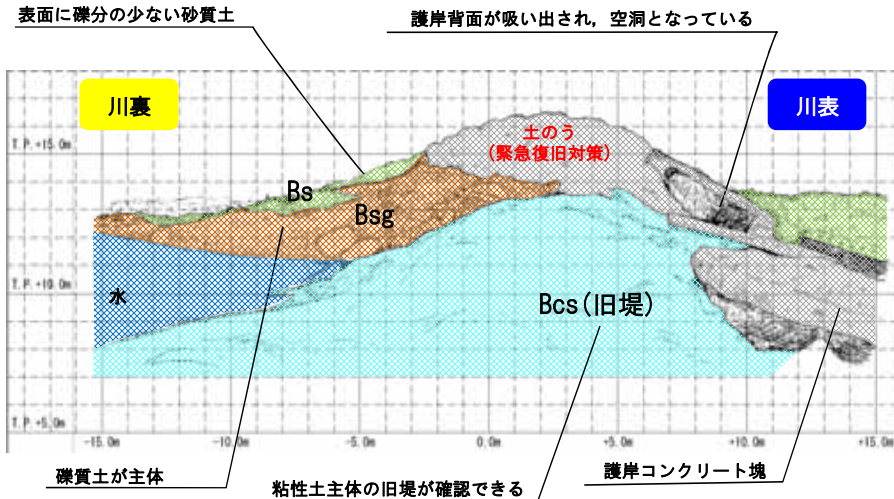 表面に礫分の少ない砂質土
護岸背面が吸い出され，空洞となっている
川裏
川表
T.P.+15.0m
土のう
(緊急復旧対策)
Bs
Bsg
T.P.+10.0m
水
Bcs(旧堤)
T.P.+5.0m
-15.0m
-10.0m
-5.0m
0.0m
+5.0m
+10.0m
+15.0m
礫質土が主体
粘性土主体の旧堤が確認できる
護岸コンクリート塊